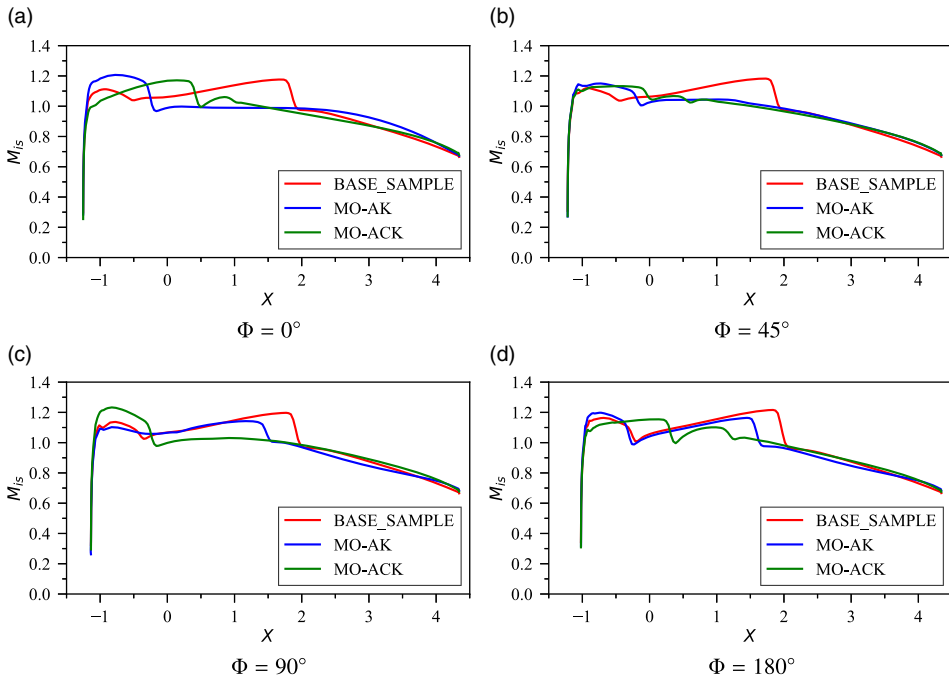 (a)
1.4
1.2
1.0
0.8
0.6
0.4
0.2
0.0
M_is
BASE_SAMPLE
MO-AK
MO-ACK
−1 0 1 2 3 4
X
Φ = 0°
(b)
1.4
1.2
1.0
0.8
0.6
0.4
0.2
0.0
M_is
BASE_SAMPLE
MO-AK
MO-ACK
−1 0 1 2 3 4
X
Φ = 45°
(c)
1.4
1.2
1.0
0.8
0.6
0.4
0.2
0.0
M_is
BASE_SAMPLE
MO-AK
MO-ACK
−1 0 1 2 3 4
X
Φ = 90°
(d)
1.4
1.2
1.0
0.8
0.6
0.4
0.2
0.0
M_is
BASE_SAMPLE
MO-AK
MO-ACK
−1 0 1 2 3 4
X
Φ = 180°